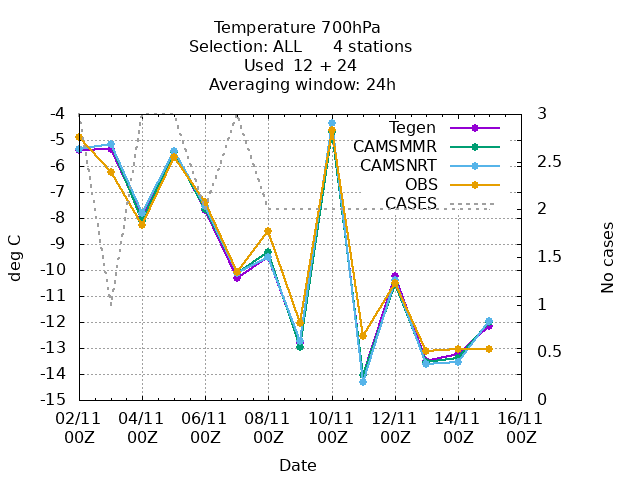 Temperature 700hPa
Selection: ALL      4 stations
Used  12 + 24
Averaging window: 24h
Tegen
CAMSMMR
CAMSNRT
OBS
CASES
-4
-5
-6
-7
-8
-9
-10
-11
-12
-13
-14
-15
deg C
3
2.5
2
1.5
1
0.5
0
No cases
02/11 04/11 06/11 08/11 10/11 12/11 14/11 16/11
00Z 00Z 00Z 00Z 00Z 00Z 00Z 00Z
Date